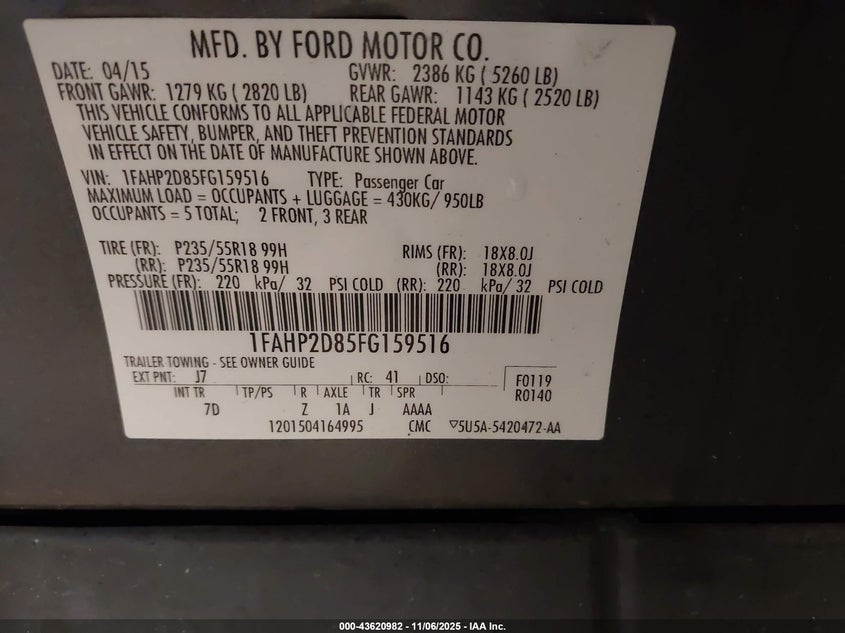 MFD. BY FORD MOTOR CO.
DATE: 04/15 GVWR: 2386 KG ( 5260 LB)
FRONT GAWR: 1279 KG ( 2820 LB) REAR GAWR: 1143 KG ( 2520 LB)
THIS VEHICLE CONFORMS TO ALL APPLICABLE FEDERAL MOTOR
VEHICLE SAFETY, BUMPER, AND THEFT PREVENTION STANDARDS
IN EFFECT ON THE DATE OF MANUFACTURE SHOWN ABOVE.
VIN: 1FAHP2D85FG159516 TYPE: Passenger Car
MAXIMUM LOAD = OCCUPANTS + LUGGAGE = 430KG/ 950LB
OCCUPANTS = 5 TOTAL; 2 FRONT, 3 REAR
TIRE (FR): P235/55R18 99H RIMS (FR): 18X8.0J
(RR): P235/55R18 99H (RR): 18X8.0J
PRESSURE (FR): 220 kPa/ 32 PSI COLD (RR): 220 kPa/ 32 PSI COLD
1FAHP2D85FG159516
TRAILER TOWING - SEE OWNER GUIDE
EXT PNT: J7 RC: 41 DSO: F0119
INT TR TP/PS R AXLE TR SPR R0140
7D Z 1A J AAAA
1201504164995 CMC ▽5U5A-5420472-AA
000-43620982 - 11/06/2025 - IAA Inc.